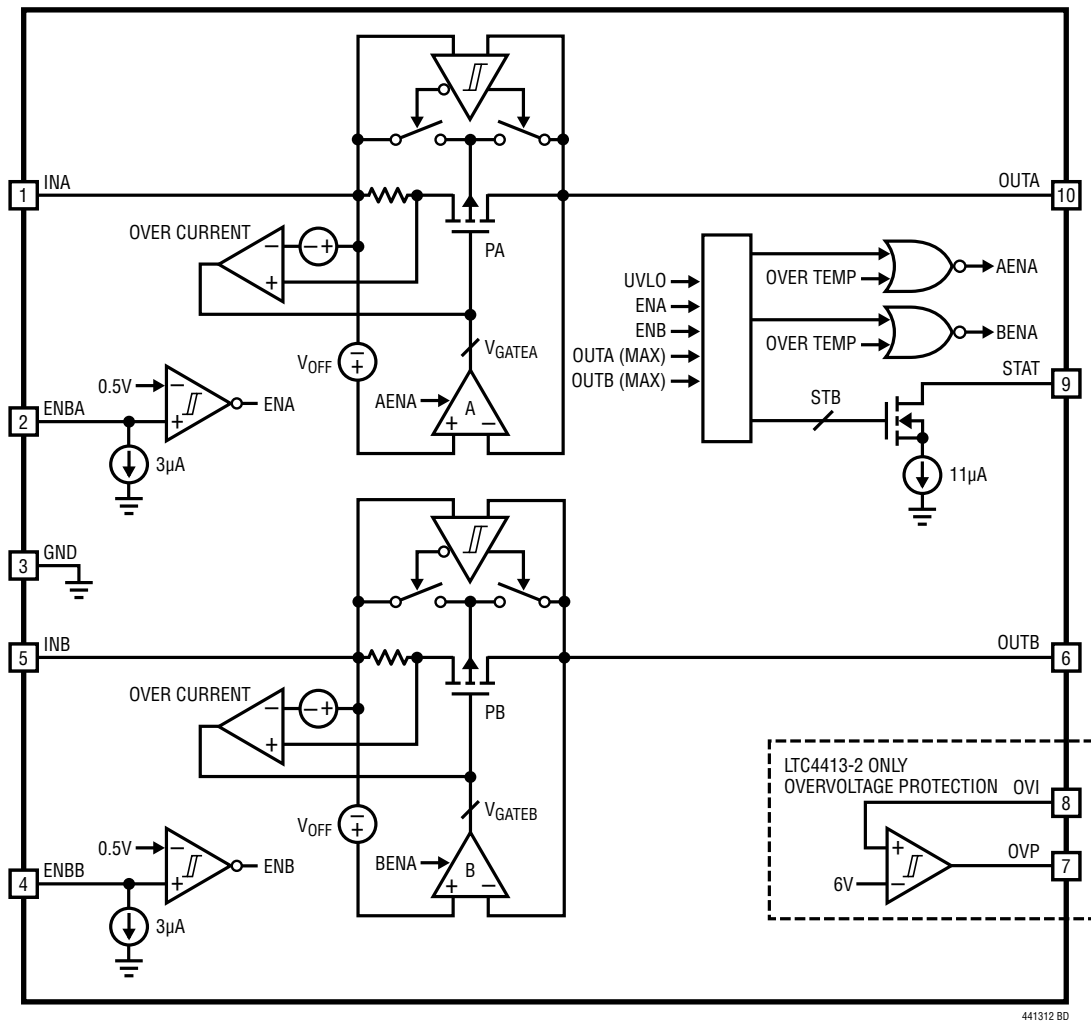 1
INA
OUTA
10
OVER CURRENT
−
− +
+
PA
UVLO
ENA
ENB
OUTA (MAX)
OUTB (MAX)
OVER TEMP
AENA
OVER TEMP
BENA
STAT
9
STB
11µA
VOFF
−
+
VGATEA
AENA
A
+ −
0.5V
−
+
ENA
2
ENBA
3µA
3
GND
5
INB
OUTB
6
OVER CURRENT
−
− +
+
PB
VOFF
−
+
VGATEB
BENA
B
+ −
0.5V
−
+
ENB
4
ENBB
3µA
LTC4413-2 ONLY
OVERVOLTAGE PROTECTION
OVI
8
+
6V
−
OVP
7
441312 BD